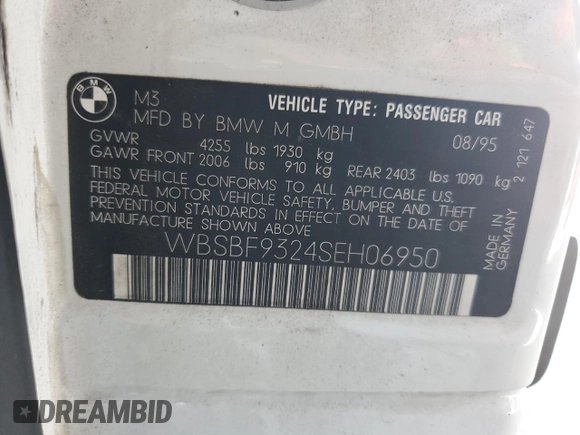 BMW
M3
VEHICLE TYPE: PASSENGER CAR
MFD BY BMW M GMBH
08/95
GVWR 4255 lbs 1930 kg
GAWR FRONT 2006 lbs 910 kg REAR 2403 lbs 1090 kg
THIS VEHICLE CONFORMS TO ALL APPLICABLE U.S.
FEDERAL MOTOR VEHICLE SAFETY, BUMPER AND THEFT
PREVENTION STANDARDS IN EFFECT ON THE DATE OF
MANUFACTURE SHOWN ABOVE
WBSBF9324SEH06950
2 121 647
MADE IN
GERMANY
DREAMBID